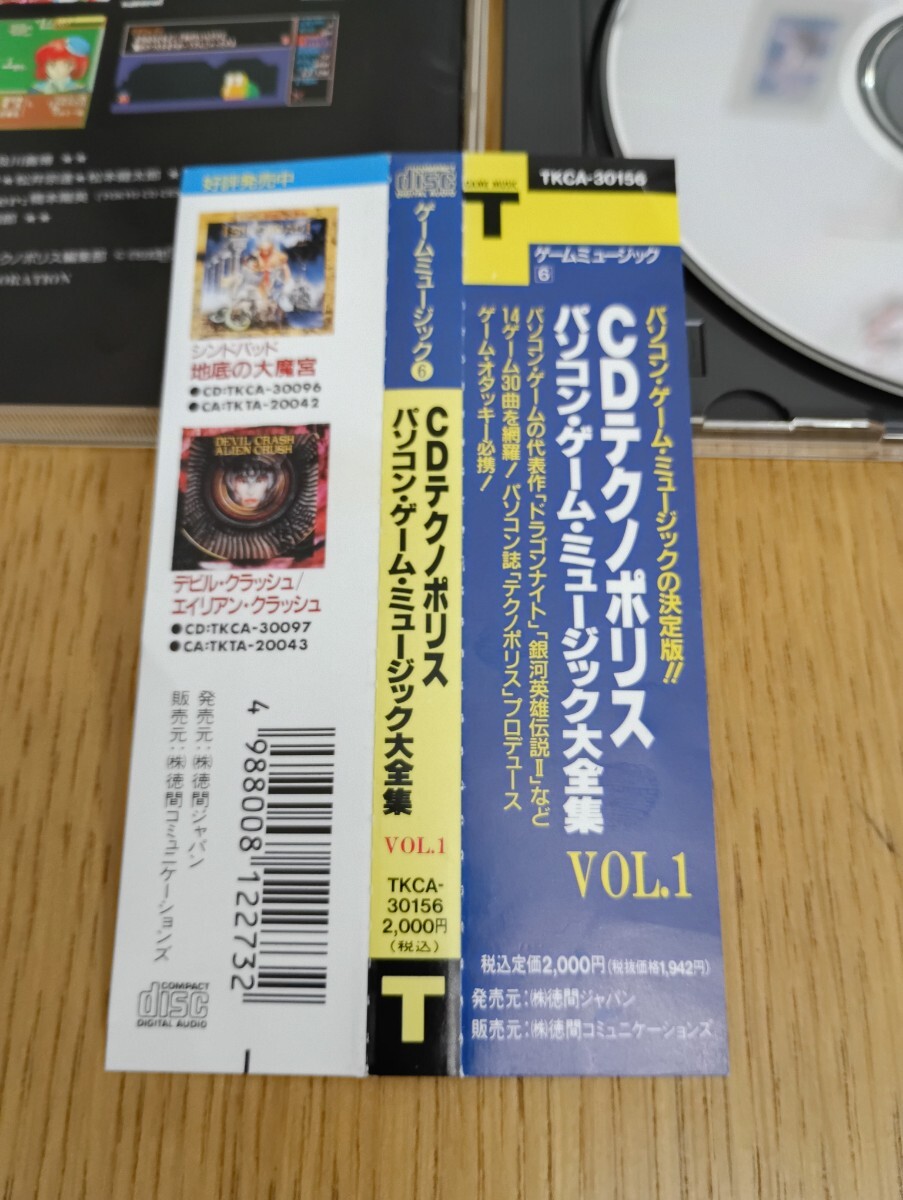 好評発売中
シンドバッド
地底の大魔宮
●CD:TKCA-30096
●CA:TKTA-20042
DEVIL CRASH
ALIEN CRUSH
デビル・クラッシュ/
エイリアン・クラッシュ
●CD:TKCA-30097
●CA:TKTA-20043
発売元:㈱徳間ジャパン
販売元:㈱徳間コミュニケーションズ
4 988008 122732
COMPACT
disc
DIGITAL AUDIO
COMPACT
disc
DIGITAL AUDIO
ゲームミュージック6
CDテクノポリス
パソコン・ゲーム・ミュージック大全集
VOL.1
TKCA-
30156
2,000円
(税込)
T
GAME MUSIC
T
TKCA-30156
ゲームミュージック
6
パソコン・ゲーム・ミュージックの決定版!!
CDテクノポリス
パソコン・ゲーム・ミュージック大全集
VOL.1
パソコン・ゲームの代表作「ドラゴンナイト」「銀河英雄伝説Ⅱ」など
14ゲーム30曲を網羅!パソコン誌「テクノポリス」プロデュース
ゲーム・オタッキー必携!
税込定価2,000円(税抜価格1,942円)
発売元:㈱徳間ジャパン
販売元:㈱徳間コミュニケーションズ
クノポリス編集部
ORATION